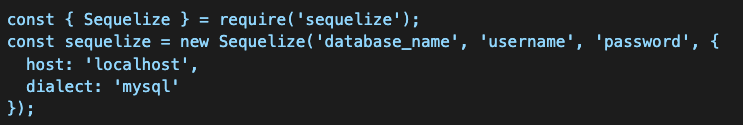 const { Sequelize } = require('sequelize');
const sequelize = new Sequelize('database_name', 'username', 'password', {
  host: 'localhost',
  dialect: 'mysql'
});